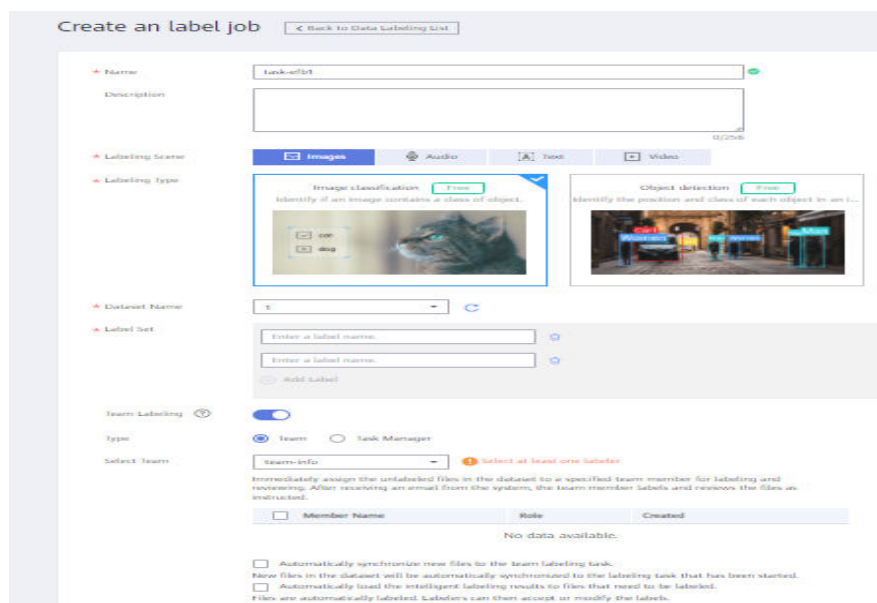 Create an label job
< Back to Data Labeling List
* Name
task-efb1
Description
0/256
* Labeling Scene
Images
Audio
Text
Video
* Labeling Type
Image classification Free
Identify if an image contains a class of object.
cat
dog
Object detection Free
Identify the position and class of each object in an i...
Man
* Dataset Name
* Label Set
Enter a label name.
Enter a label name.
Add Label
Team Labeling
Type
Team
Task Manager
Select Team
team-info
Select at least one labeler
Immediately assign the unlabeled files in the dataset to a specified team member for labeling and
reviewing. After receiving an email from the system, the team member labels and reviews the files as
instructed.
Member Name Role Created
No data available.
Automatically synchronize new files to the team labeling task.
New files in the dataset will be automatically synchronized to the labeling task that has been started.
Automatically load the intelligent labeling results to files that need to be labeled.
Files are automatically labeled. Labelers can then accept or modify the labels.